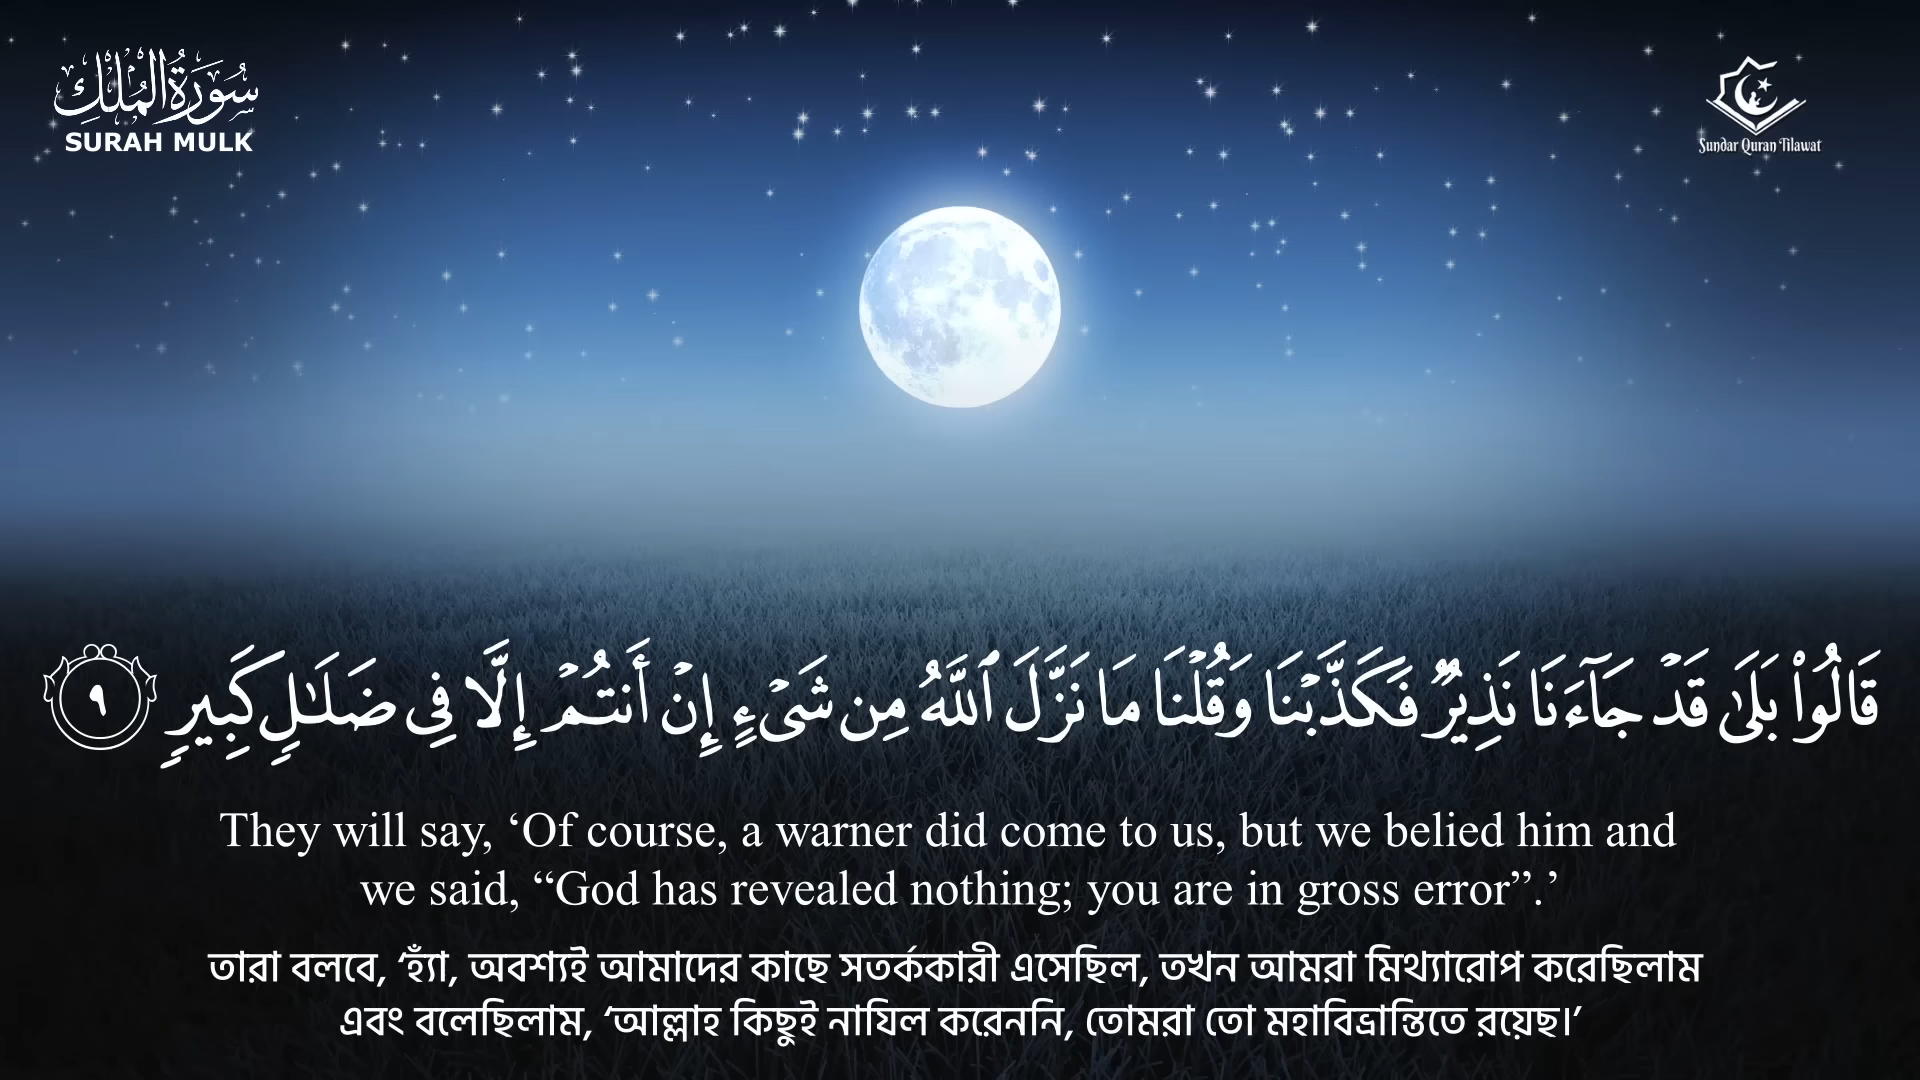 سُورَةُ الْمُلْكِ
SURAH MULK
Sundar Quran Tilawat
قَالُوا۟ بَلَىٰ قَدْ جَآءَنَا نَذِيرٌ فَكَذَّبْنَا وَقُلْنَا مَا نَزَّلَ ٱللَّهُ مِن شَىْءٍ إِنْ أَنتُمْ إِلَّا فِى ضَلَـٰلٍ كَبِيرٍ ٩
They will say, ‘Of course, a warner did come to us, but we belied him and
we said, “God has revealed nothing; you are in gross error”.’
তারা বলবে, ‘হ্যাঁ, অবশ্যই আমাদের কাছে সতর্ককারী এসেছিল, তখন আমরা মিথ্যারোপ করেছিলাম
এবং বলেছিলাম, ‘আল্লাহ কিছুই নাযিল করেননি, তোমরা তো মহাবিভ্রান্তিতে রয়েছ।’